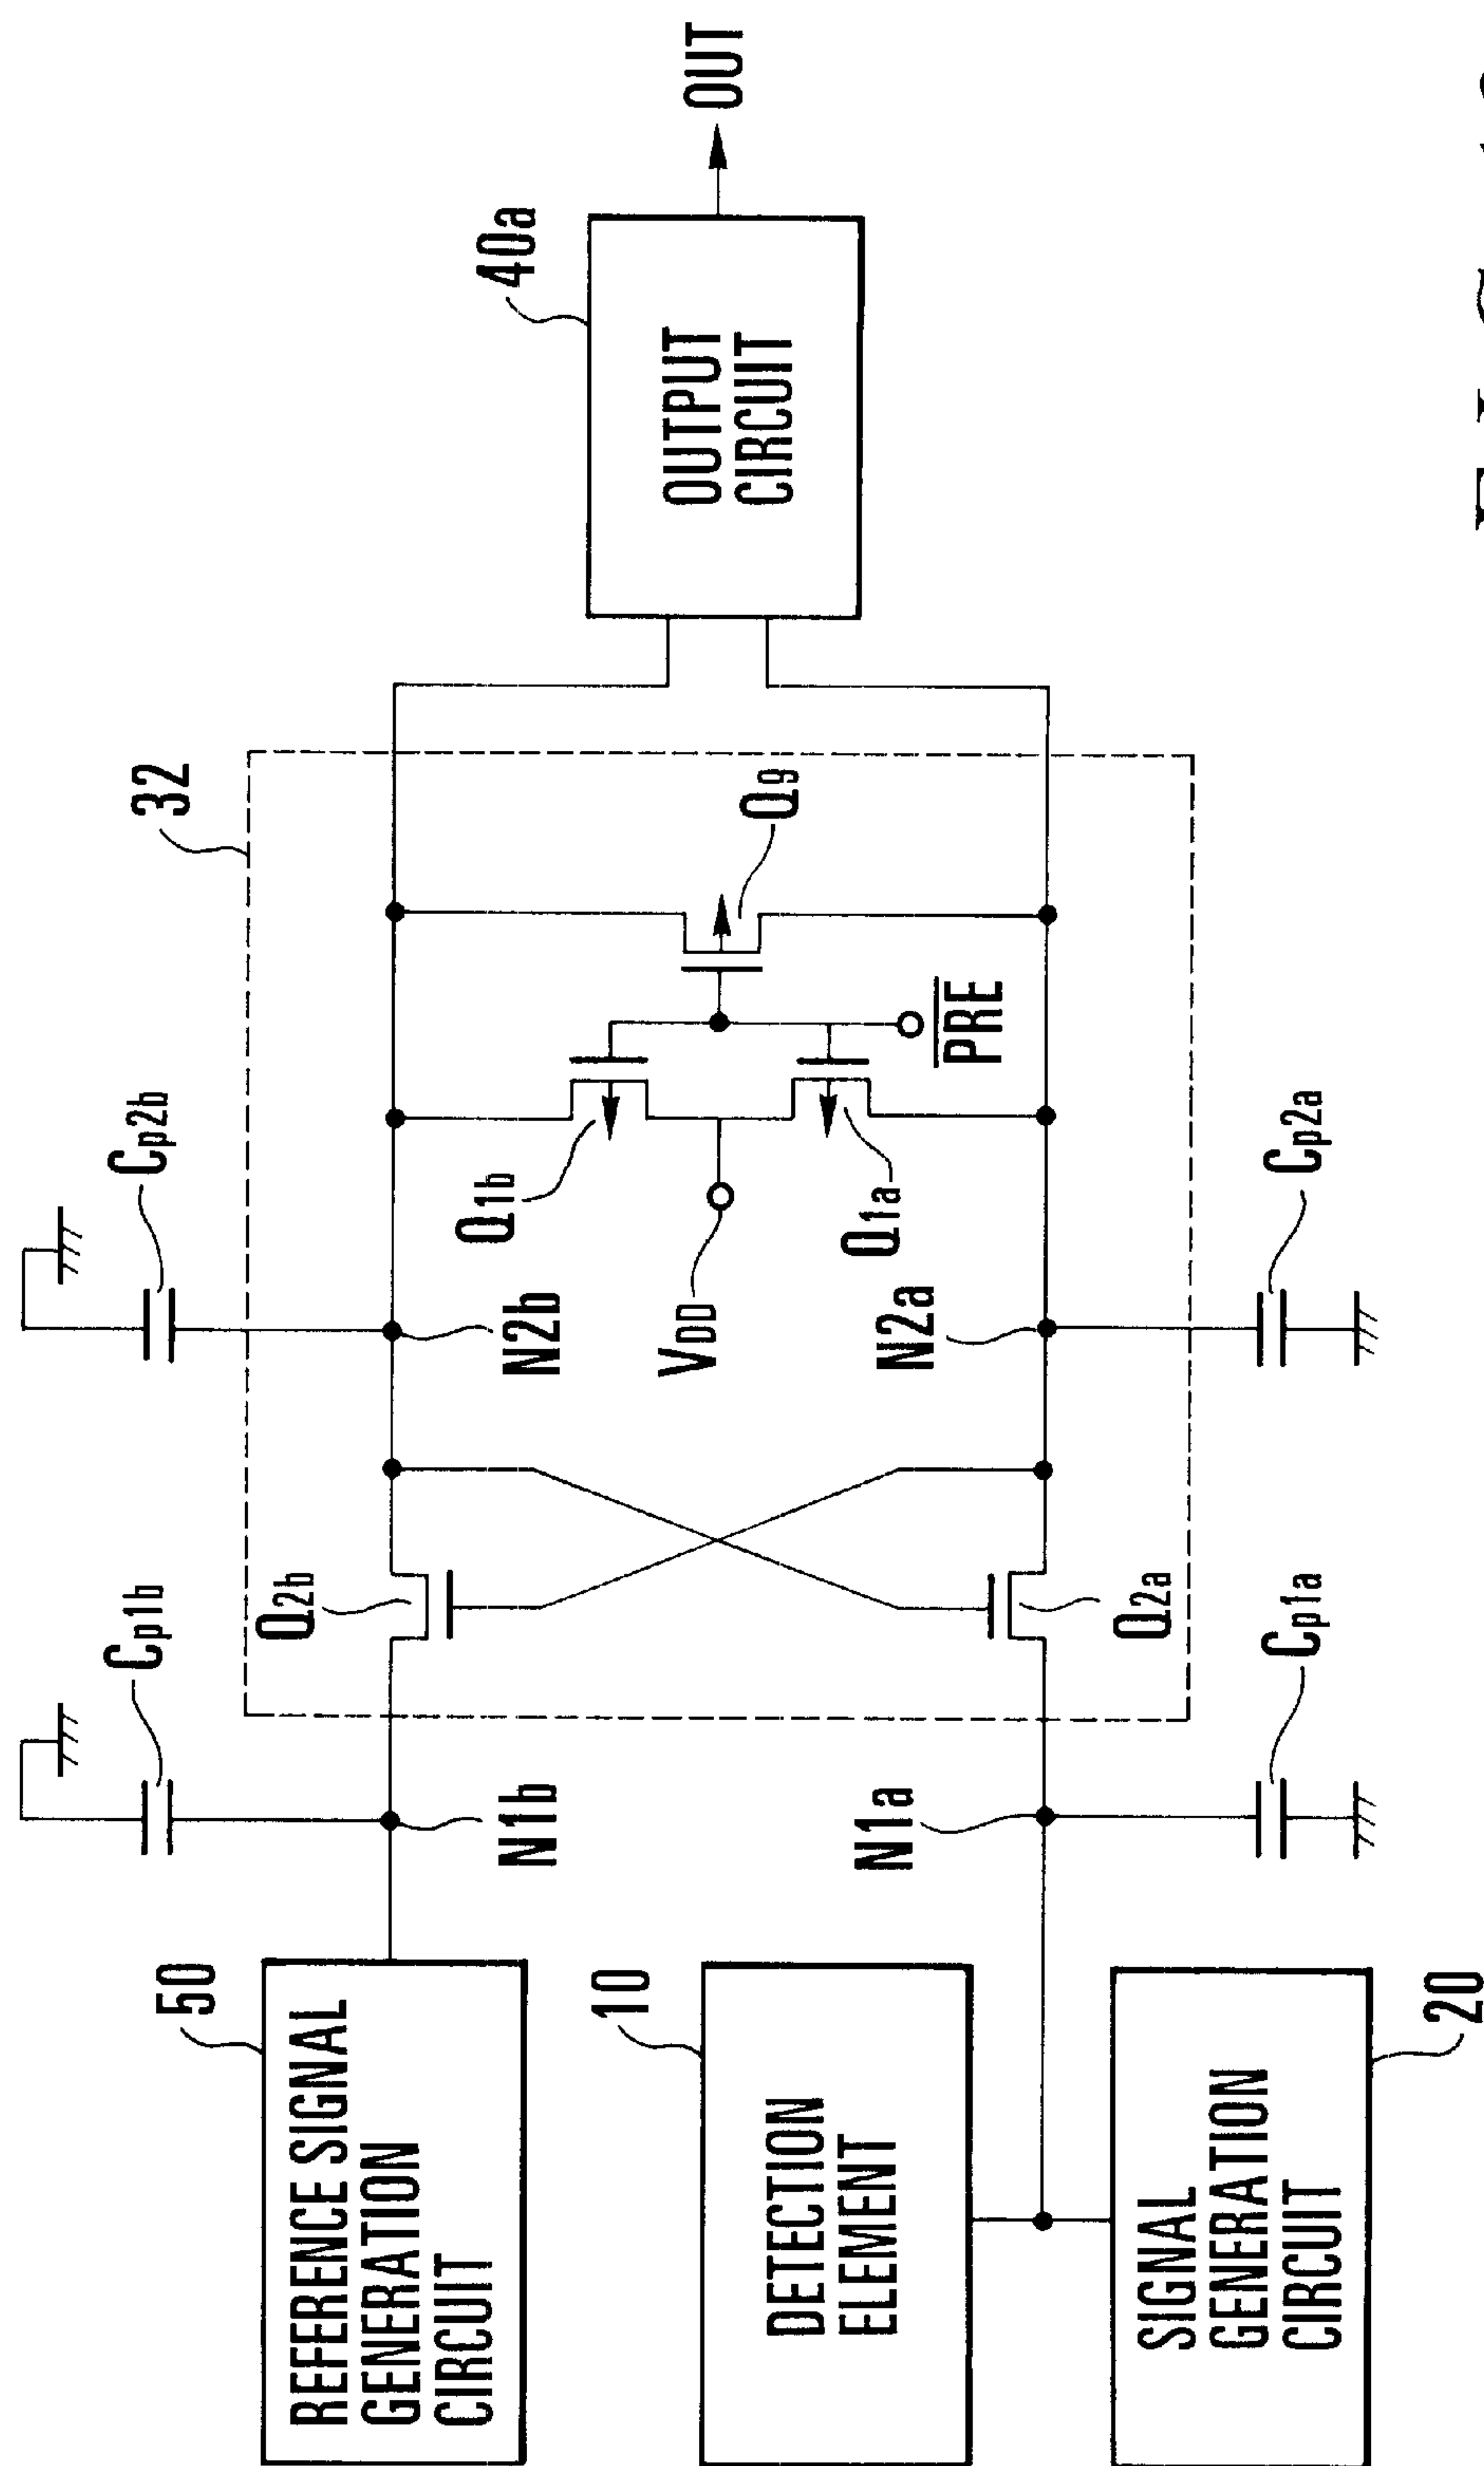 50
REFERENCE SIGNAL
GENERATION
CIRCUIT
10
DETECTION
ELEMENT
SIGNAL
GENERATION
CIRCUIT
20
Cp1b
N1b
N1a
Cp1a
32
Q2b
Q2a
Cp2b
N2b
N2a
Cp2a
Q1b
VDD
Q1a
PRE
Q9
40a
OUTPUT
CIRCUIT
OUT